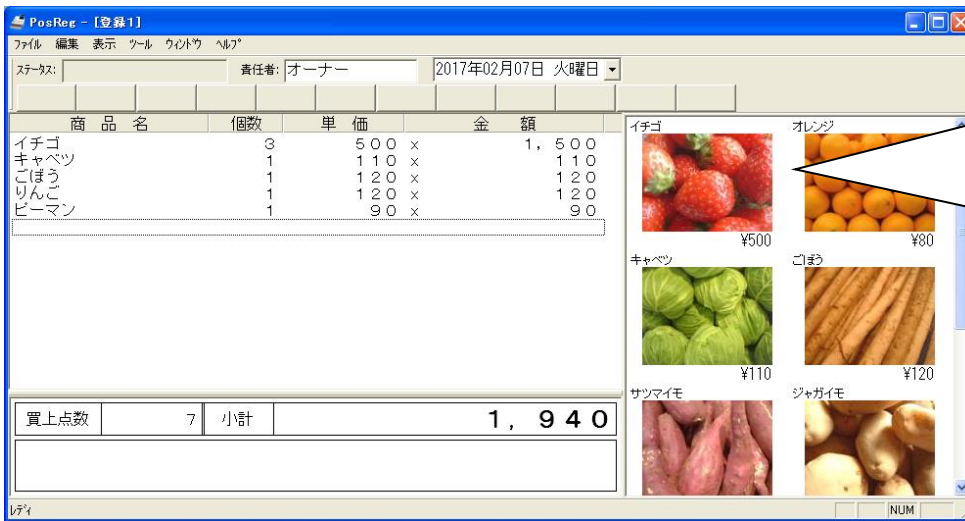 PosReg - [登録1]
ファイル 編集 表示 ツール ウィンドウ ヘルプ
ステータス: 責任者: オーナー 2017年02月07日 火曜日
商 品 名 個数 単 価 金 額
イチゴ 3 500 × 1,500
キャベツ 1 110 × 110
ごぼう 1 120 × 120
りんご 1 120 × 120
ピーマン 1 90 × 90
買上点数 7 小計 1,940
イチゴ オレンジ
¥500 ¥80
キャベツ ごぼう
¥110 ¥120
サツマイモ ジャガイモ
レディ NUM